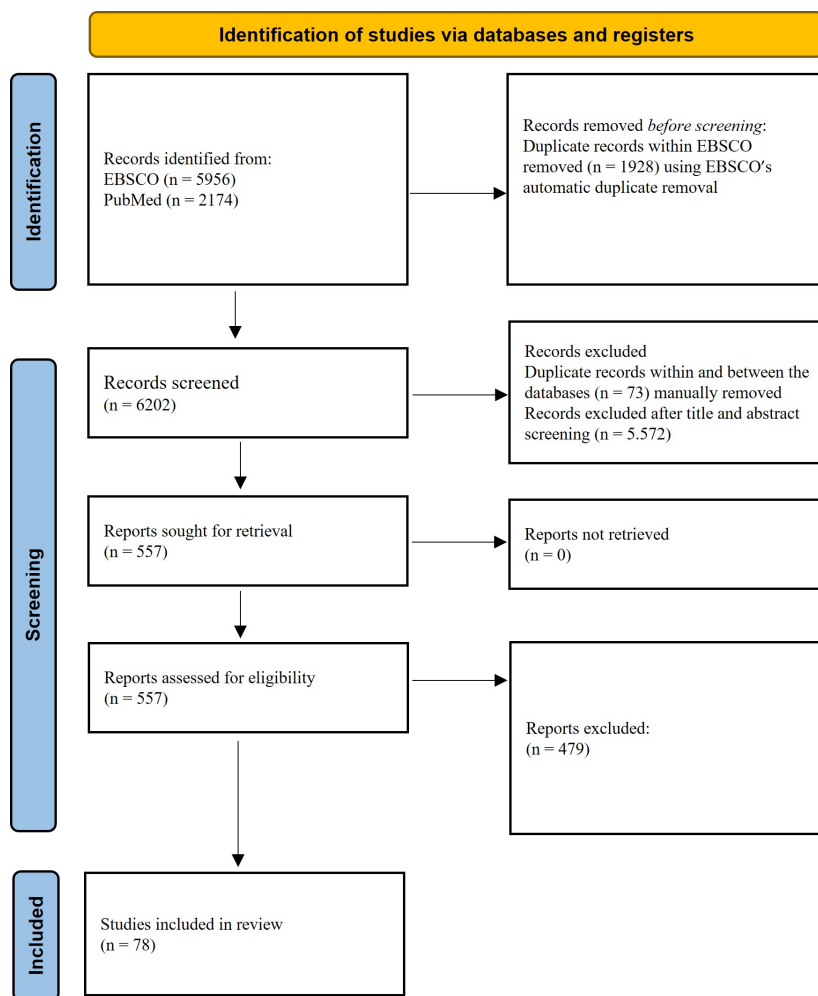 Identification of studies via databases and registers
Identification
Records identified from:
EBSCO (n = 5956)
PubMed (n = 2174)
Records removed before screening:
Duplicate records within EBSCO
removed (n = 1928) using EBSCO′s
automatic duplicate removal
Screening
Records screened
(n = 6202)
Records excluded
Duplicate records within and between the
databases (n = 73) manually removed
Records excluded after title and abstract
screening (n = 5.572)
Reports sought for retrieval
(n = 557)
Reports not retrieved
(n = 0)
Reports assessed for eligibility
(n = 557)
Reports excluded:
(n = 479)
Included
Studies included in review
(n = 78)